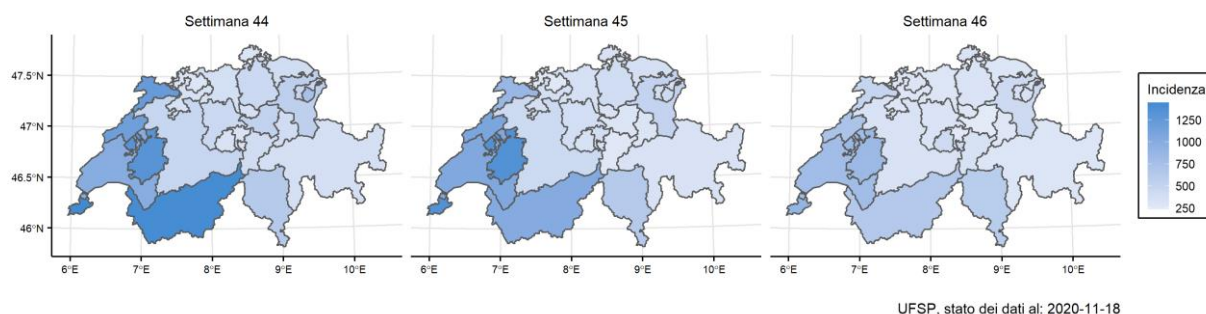 Settimana 44
Settimana 45
Settimana 46
47.5°N
47°N
46.5°N
46°N
6°E 7°E 8°E 9°E 10°E
6°E 7°E 8°E 9°E 10°E
6°E 7°E 8°E 9°E 10°E
Incidenza
1250
1000
750
500
250
UFSP, stato dei dati al: 2020-11-18